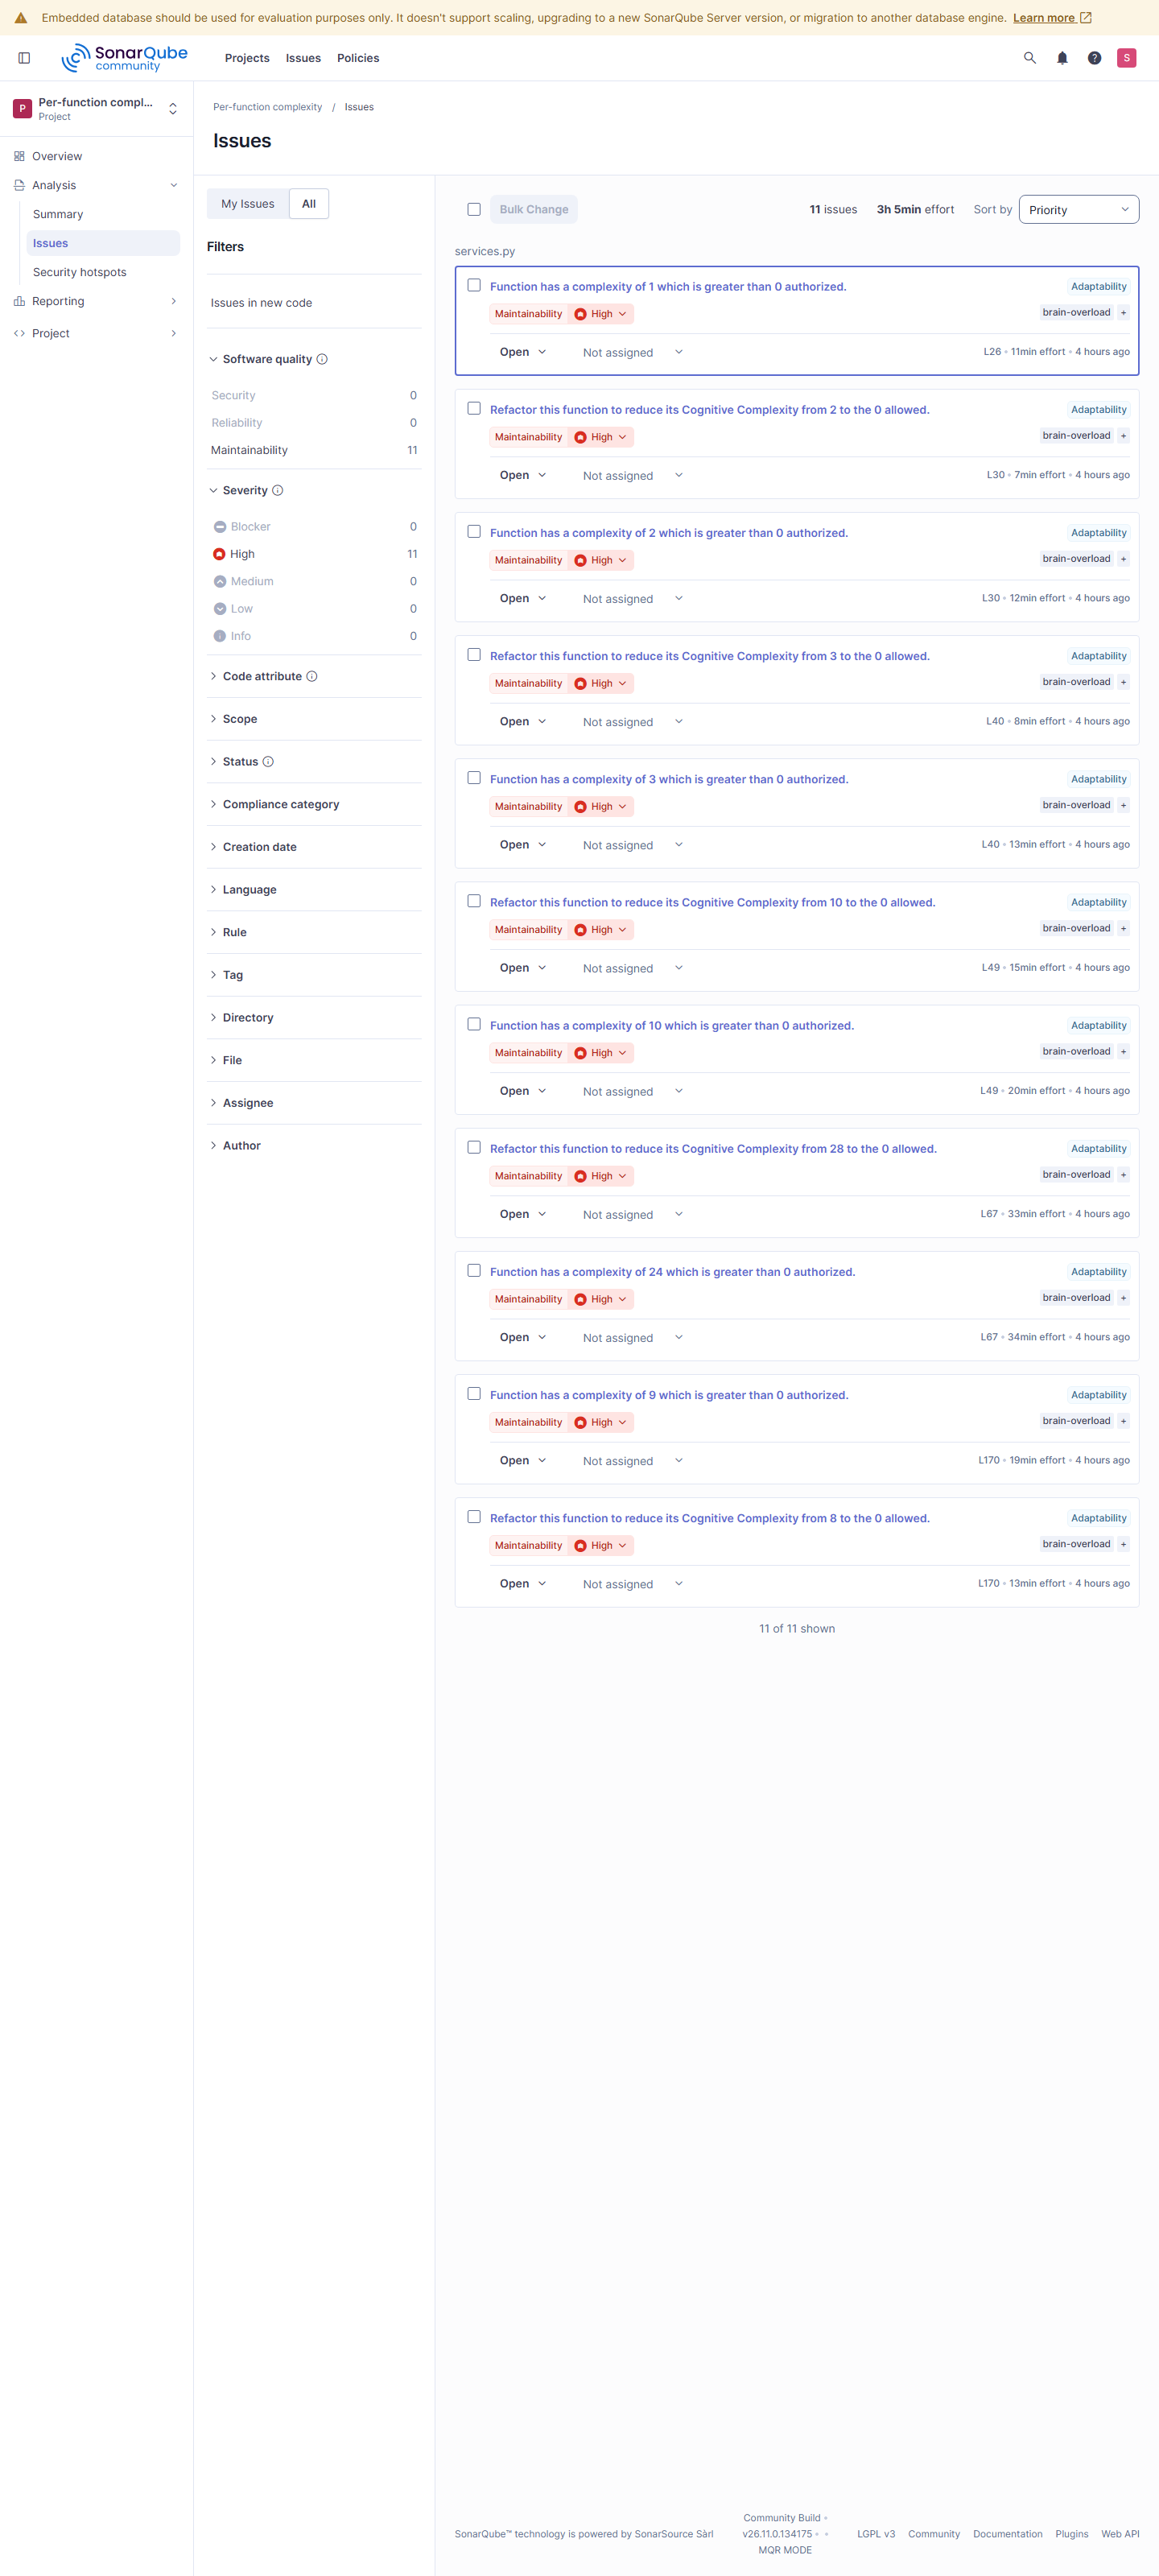 Embedded database should be used for evaluation purposes only. It doesn't support scaling, upgrading to a new SonarQube Server version, or migration to another database engine. Learn more
SonarQube community
Projects Issues Policies
? S
P Per-function compl...
Project
Overview
Analysis
Summary
Issues
Security hotspots
Reporting
Project
Per-function complexity / Issues
Issues
My Issues All
Filters
Issues in new code
Software quality
Security 0
Reliability 0
Maintainability 11
Severity
Blocker 0
High 11
Medium 0
Low 0
Info 0
Code attribute
Scope
Status
Compliance category
Creation date
Language
Rule
Tag
Directory
File
Assignee
Author
Bulk Change 11 issues 3h 5min effort Sort by Priority
services.py
Function has a complexity of 1 which is greater than 0 authorized. Adaptability
Maintainability High brain-overload +
Open Not assigned L26 • 11min effort • 4 hours ago
Refactor this function to reduce its Cognitive Complexity from 2 to the 0 allowed. Adaptability
Maintainability High brain-overload +
Open Not assigned L30 • 7min effort • 4 hours ago
Function has a complexity of 2 which is greater than 0 authorized. Adaptability
Maintainability High brain-overload +
Open Not assigned L30 • 12min effort • 4 hours ago
Refactor this function to reduce its Cognitive Complexity from 3 to the 0 allowed. Adaptability
Maintainability High brain-overload +
Open Not assigned L40 • 8min effort • 4 hours ago
Function has a complexity of 3 which is greater than 0 authorized. Adaptability
Maintainability High brain-overload +
Open Not assigned L40 • 13min effort • 4 hours ago
Refactor this function to reduce its Cognitive Complexity from 10 to the 0 allowed. Adaptability
Maintainability High brain-overload +
Open Not assigned L49 • 15min effort • 4 hours ago
Function has a complexity of 10 which is greater than 0 authorized. Adaptability
Maintainability High brain-overload +
Open Not assigned L49 • 20min effort • 4 hours ago
Refactor this function to reduce its Cognitive Complexity from 28 to the 0 allowed. Adaptability
Maintainability High brain-overload +
Open Not assigned L67 • 33min effort • 4 hours ago
Function has a complexity of 24 which is greater than 0 authorized. Adaptability
Maintainability High brain-overload +
Open Not assigned L67 • 34min effort • 4 hours ago
Function has a complexity of 9 which is greater than 0 authorized. Adaptability
Maintainability High brain-overload +
Open Not assigned L170 • 19min effort • 4 hours ago
Refactor this function to reduce its Cognitive Complexity from 8 to the 0 allowed. Adaptability
Maintainability High brain-overload +
Open Not assigned L170 • 13min effort • 4 hours ago
11 of 11 shown
SonarQube™ technology is powered by SonarSource Sàrl
Community Build •
v26.11.0.134175 • •
MQR MODE
LGPL v3 Community Documentation Plugins Web API